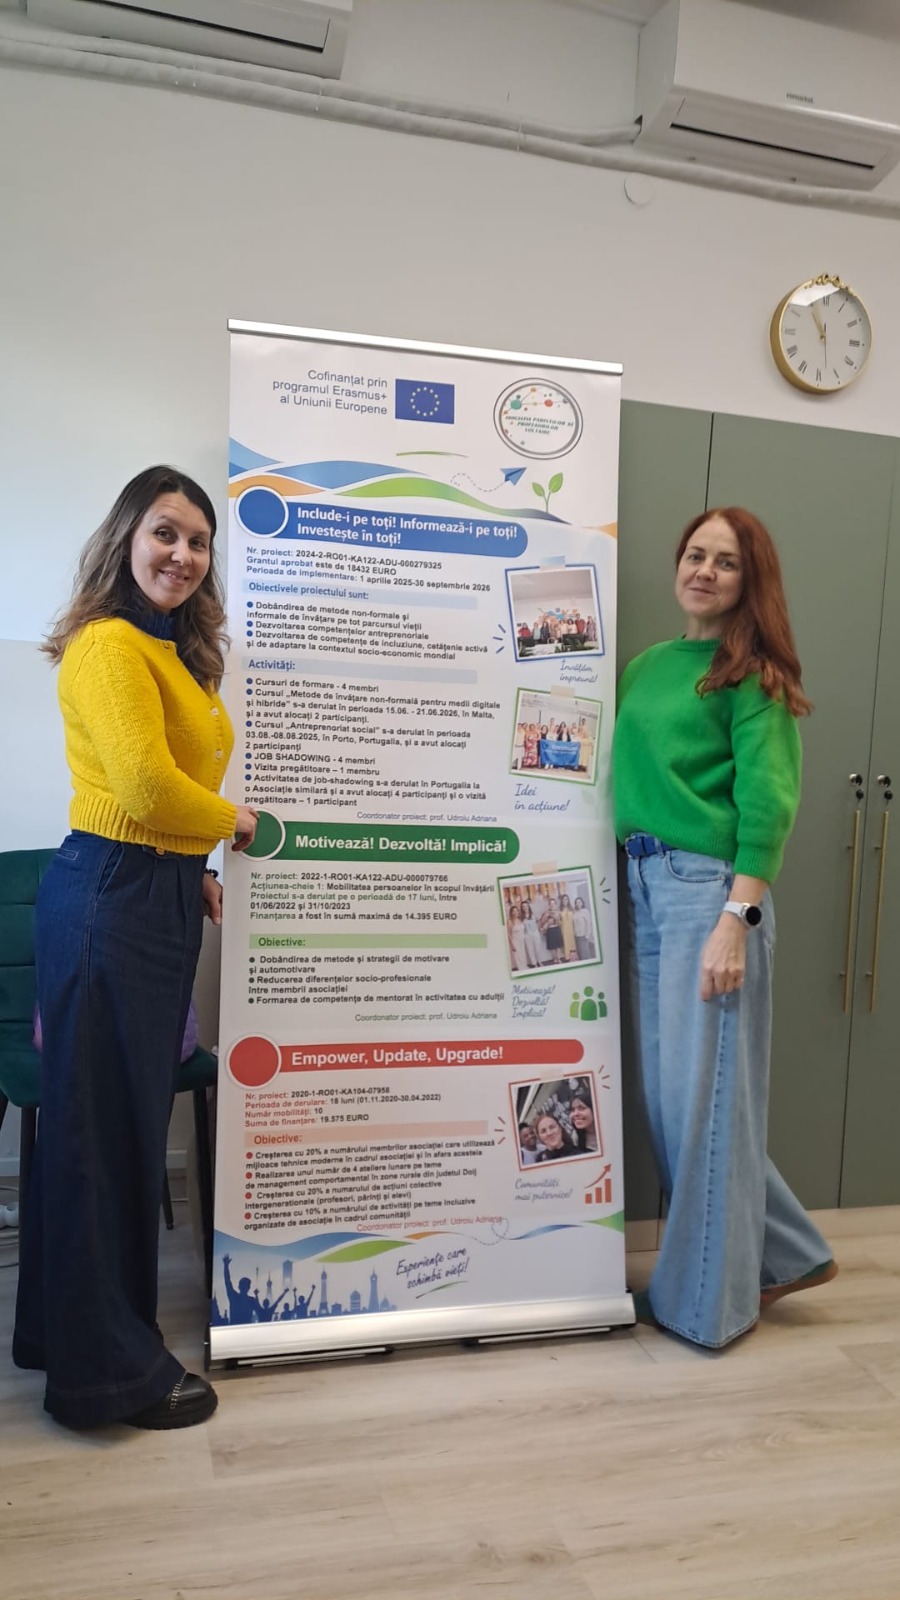 Cofinanțat prin
programul Erasmus+
al Uniunii Europene
ASOCIAȚIA PĂRINȚILOR ȘI
PROFESORILOR
VOLTAIRE
Include-i pe toți! Informează-i pe toți!
Investește în toți!
Nr. proiect: 2024-2-RO01-KA122-ADU-000279325
Grantul aprobat este de 18432 EURO
Perioada de implementare: 1 aprilie 2025-30 septembrie 2026
Obiectivele proiectului sunt:
Dobândirea de metode non-formale și
informale de învățare pe tot parcursul vieții
Dezvoltarea competențelor antreprenoriale
Dezvoltarea de competențe de incluziune, cetățenie activă
și de adaptare la contextul socio-economic mondial
Învățăm
împreună!
Activități:
Cursuri de formare - 4 membri
Cursul „Metode de învățare non-formală pentru medii digitale
și hibride" s-a derulat în perioada 15.06. - 21.06.2026, în Malta,
și a avut alocați 2 participanți.
Cursul „Antreprenoriat social" s-a derulat în perioada
03.08.-08.08.2025, în Porto, Portugalia, și a avut alocați
2 participanți
JOB SHADOWING - 4 membri
Vizita pregătitoare – 1 membru
Activitatea de job-shadowing s-a derulat în Portugalia la
o Asociație similară și a avut alocați 4 participanți și o vizită
pregătitoare – 1 participant
Idei
în acțiune!
Coordonator proiect: prof. Udroiu Adriana
Motivează! Dezvoltă! Implică!
Nr. proiect: 2022-1-RO01-KA122-ADU-000079766
Acțiunea-cheie 1: Mobilitatea persoanelor în scopul învățării
Proiectul s-a derulat pe o perioadă de 17 luni, între
01/06/2022 și 31/10/2023
Finanțarea a fost în sumă maximă de 14.395 EURO
Obiective:
Dobândirea de metode și strategii de motivare
și automotivare
Reducerea diferențelor socio-profesionale
între membrii asociației
Formarea de competențe de mentorat în activitatea cu adulții
Motivează!
Dezvoltă!
Implică!
Coordonator proiect: prof. Udroiu Adriana
Empower, Update, Upgrade!
Nr. proiect: 2020-1-RO01-KA104-07958
Perioada de derulare: 18 luni (01.11.2020-30.04.2022)
Număr mobilități: 10
Suma de finanțare: 19.575 EURO
Obiective:
Creșterea cu 20% a numărului membrilor asociației care utilizează
mijloace tehnice moderne în cadrul asociației și în afara acesteia
Realizarea unui număr de 4 ateliere lunare pe teme
de management comportamental în zone rurale din județul Dolj
Creșterea cu 20% a numarului de acțiuni colective
intergeneraționale (profesori, părinți și elevi)
Creșterea cu 10% a numărului de activități pe teme incluzive
organizate de asociație în cadrul comunității
Comunități
mai puternice!
Coordonator proiect: prof. Udroiu Adriana
Experiențe care
schimbă vieți!